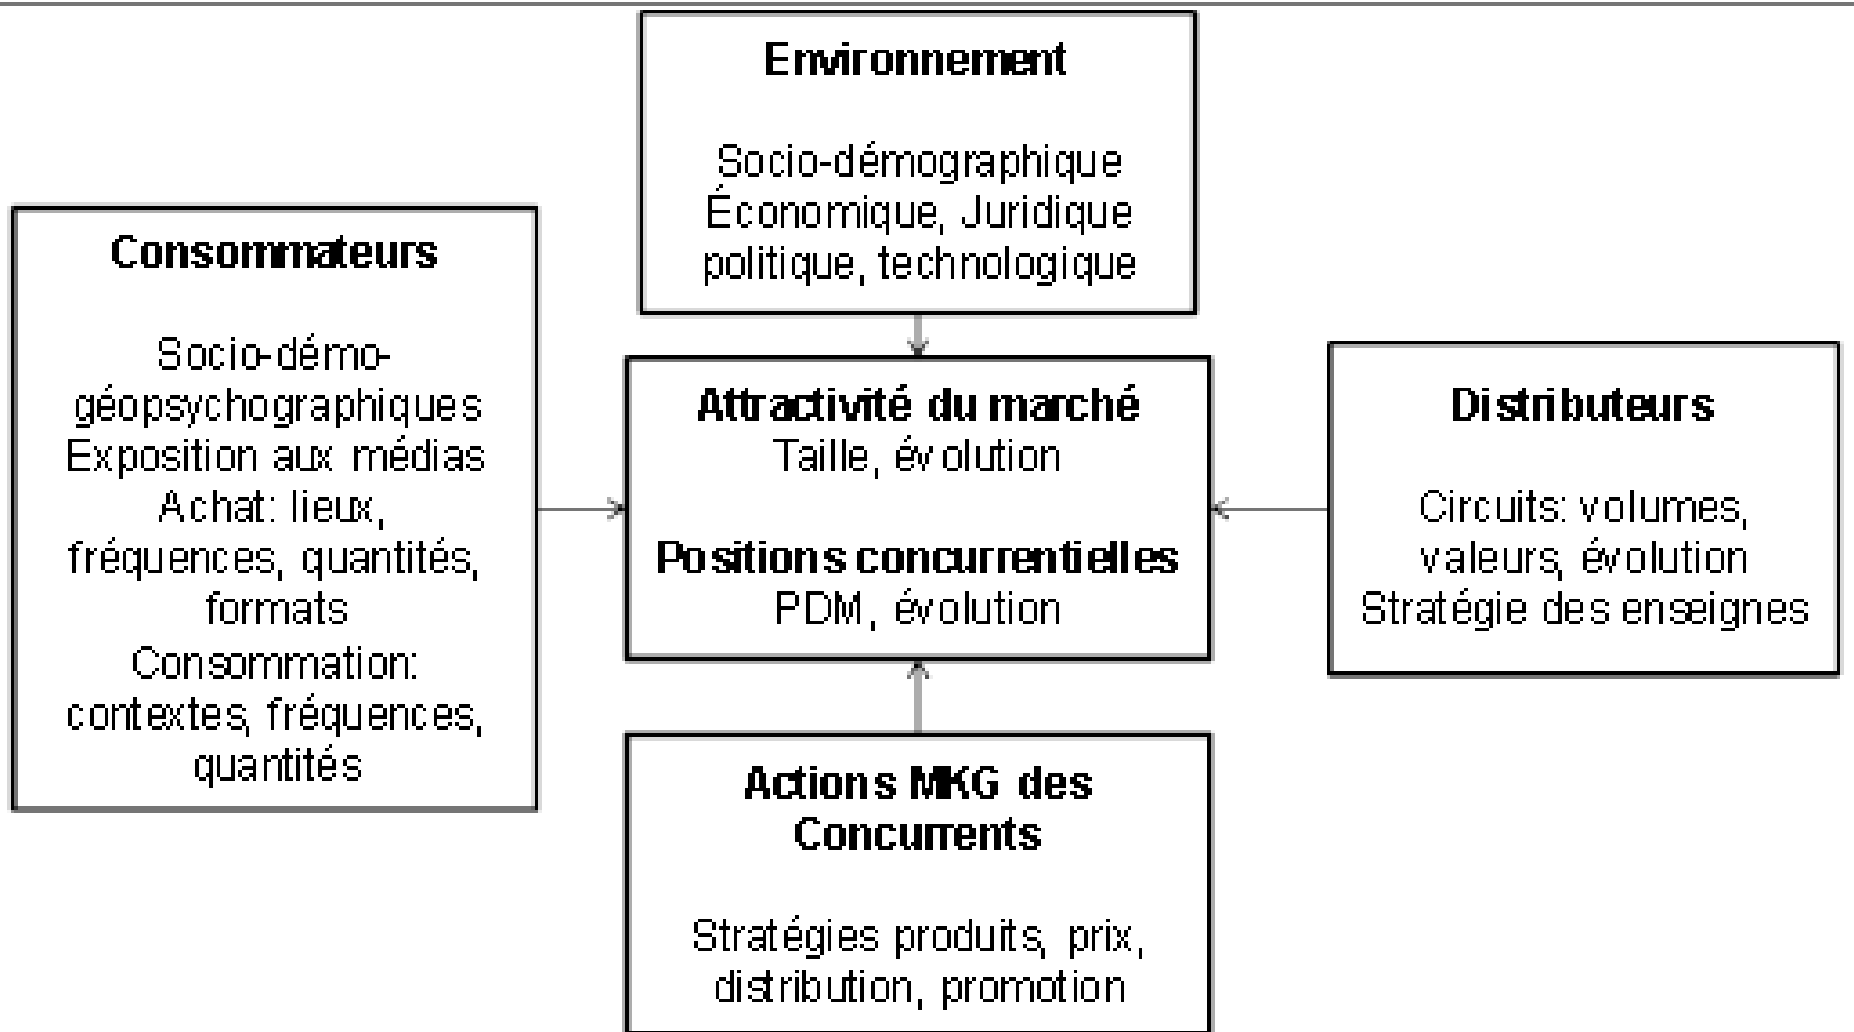 Environnement
Socio-démographique
Économique, Juridique
politique, technologique
Consommateurs
Socio-démo-
géopsychographiques
Exposition aux médias
Achat: lieux,
fréquences, quantités,
formats
Consommation:
contextes, fréquences,
quantités
Attractivité du marché
Taille, évolution
Positions concurrentielles
PDM, évolution
Distributeurs
Circuits: volumes,
valeurs, évolution
Stratégie des enseignes
Actions MKG des
Concurrents
Stratégies produits, prix,
distribution, promotion